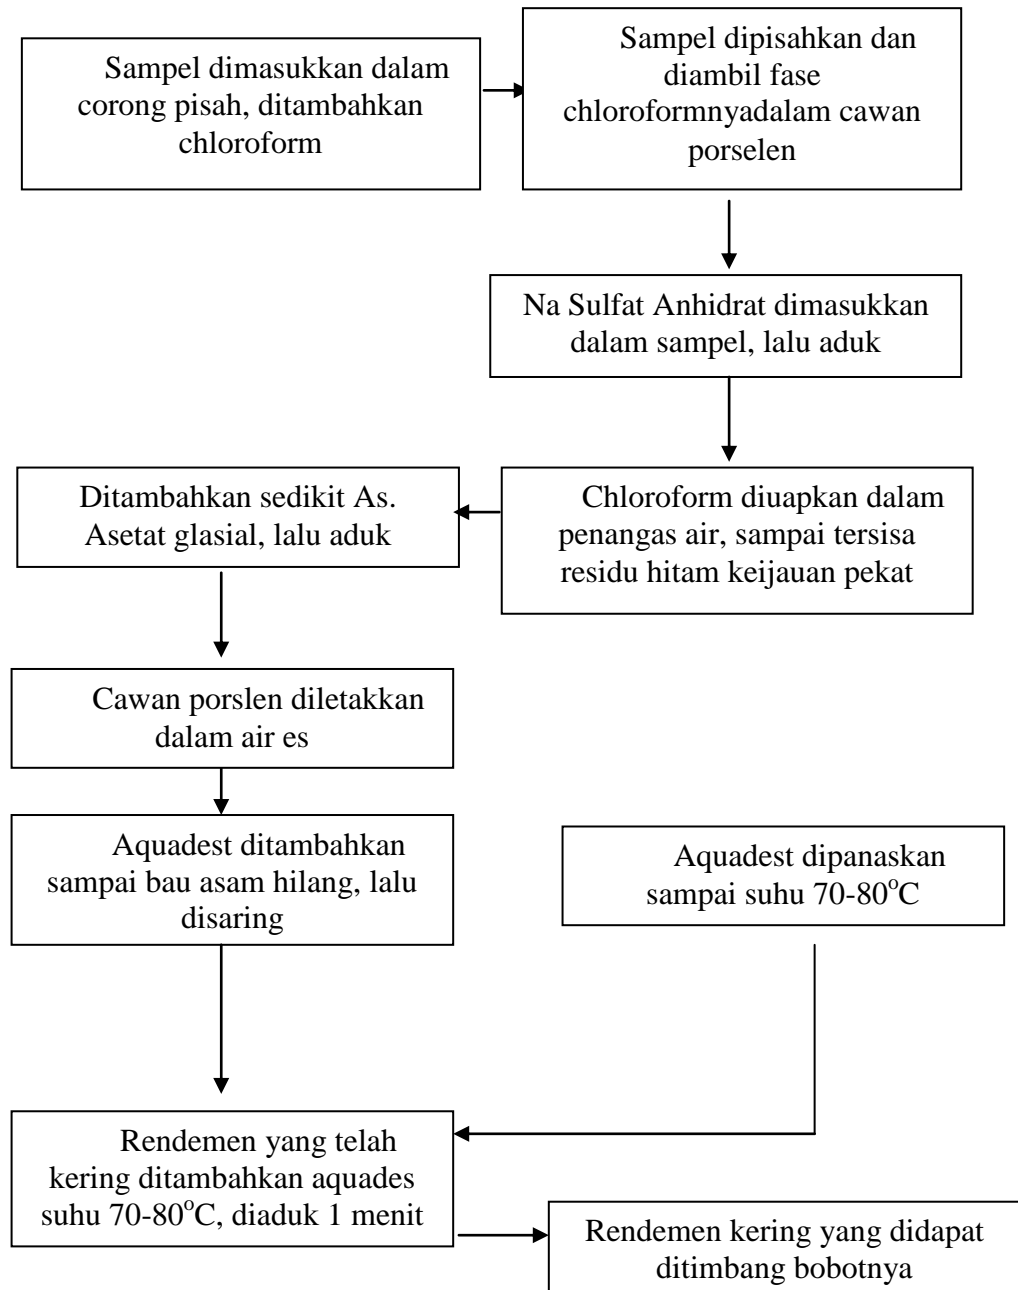 Sampel dimasukkan dalam
corong pisah, ditambahkan
chloroform
Sampel dipisahkan dan
diambil fase
chloroformnyadalam cawan
porselen
Na Sulfat Anhidrat dimasukkan
dalam sampel, lalu aduk
Chloroform diuapkan dalam
penangas air, sampai tersisa
residu hitam keijauan pekat
Ditambahkan sedikit As.
Asetat glasial, lalu aduk
Cawan porslen diletakkan
dalam air es
Aquadest ditambahkan
sampai bau asam hilang, lalu
disaring
Aquadest dipanaskan
sampai suhu 70-80°C
Rendemen yang telah
kering ditambahkan aquades
suhu 70-80°C, diaduk 1 menit
Rendemen kering yang didapat
ditimbang bobotnya